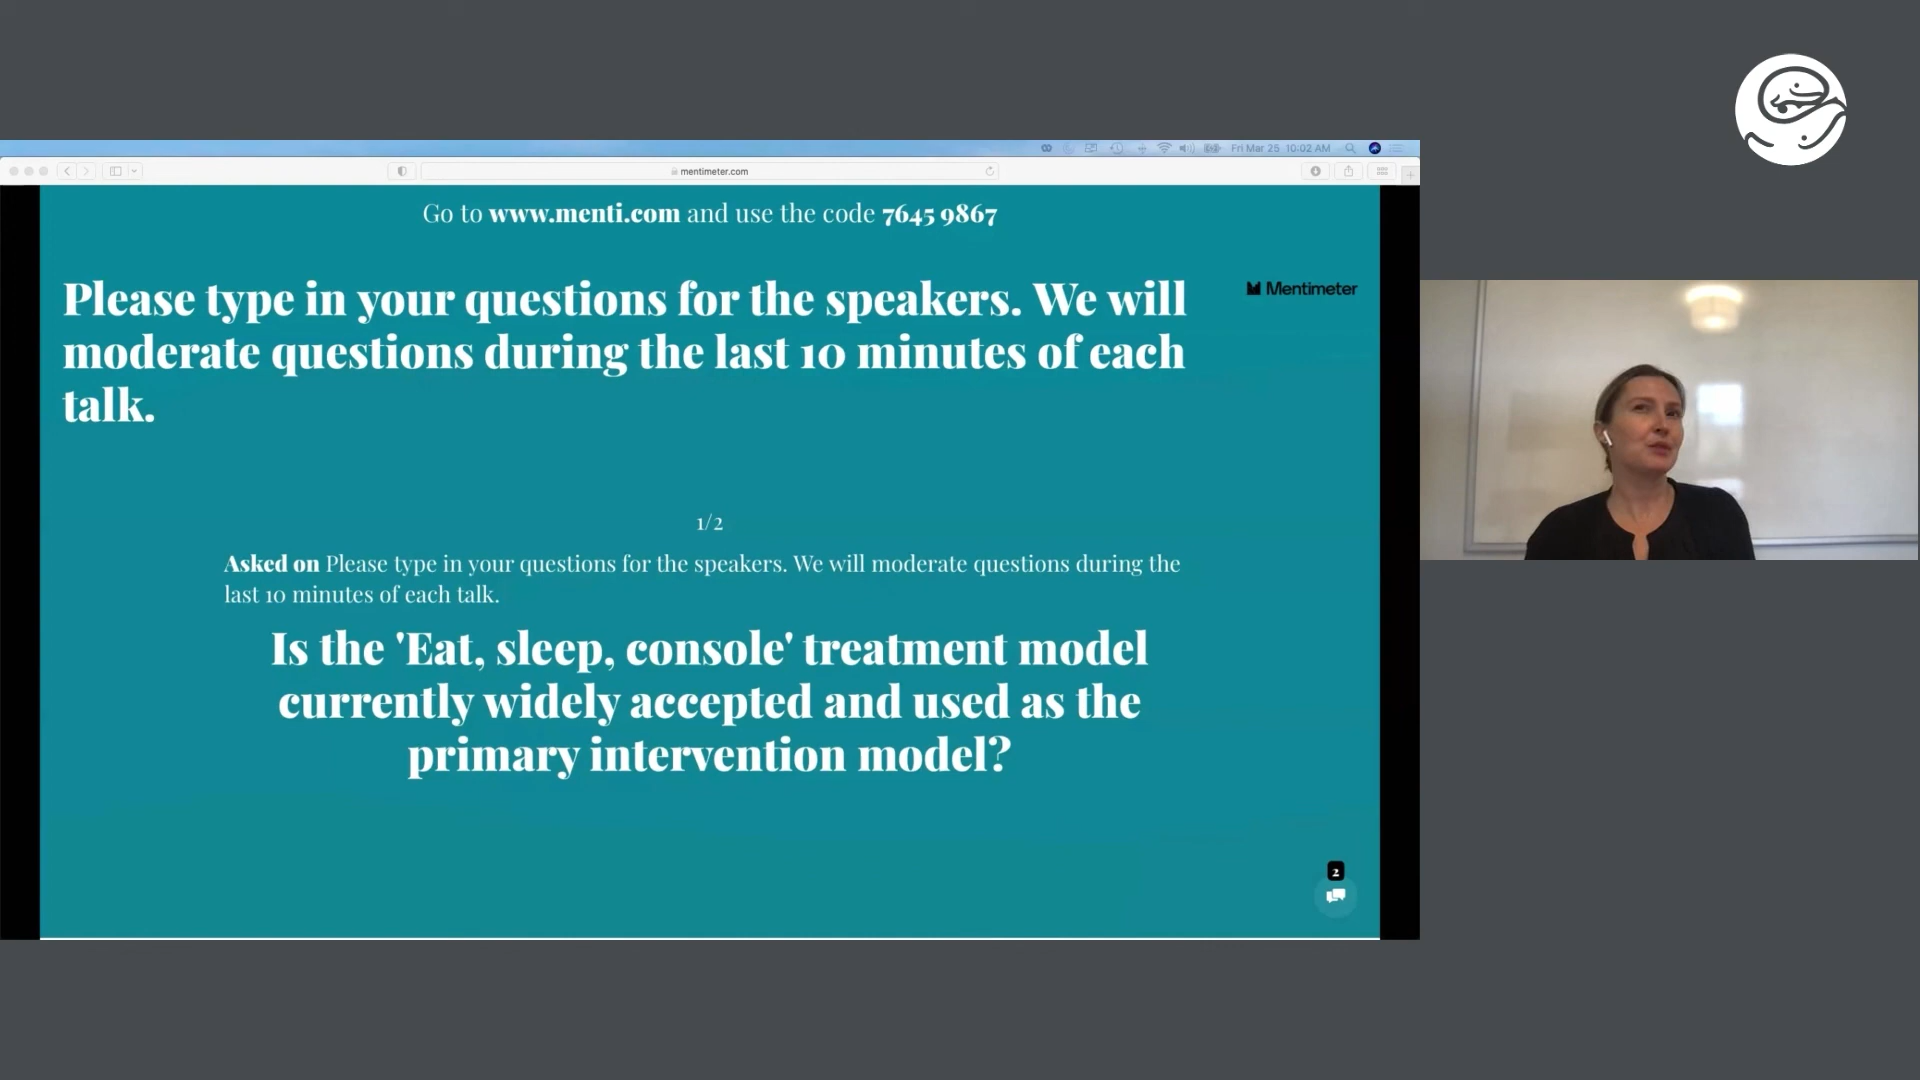 Fri Mar 25 10:02 AM
mentimeter.com
Go to www.menti.com and use the code 7645 9867
Please type in your questions for the speakers. We will
moderate questions during the last 10 minutes of each
talk.
Mentimeter
1/2
Asked on Please type in your questions for the speakers. We will moderate questions during the
last 10 minutes of each talk.
Is the 'Eat, sleep, console' treatment model
currently widely accepted and used as the
primary intervention model?
2